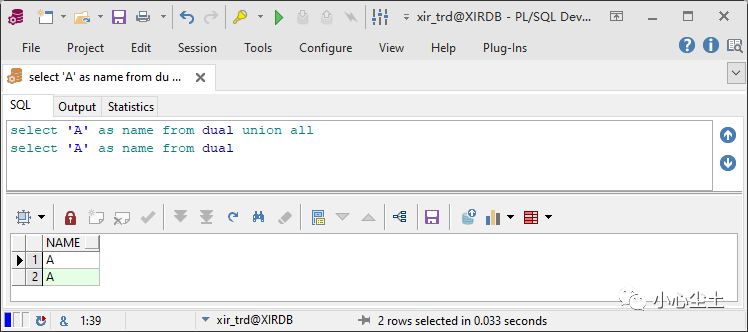 xir_trd@XIRDB - PL/SQL Dev...
File Project Edit Session Tools Configure View Help Plug-Ins
select 'A' as name from du ...
SQL Output Statistics
select 'A' as name from dual union all
select 'A' as name from dual
NAME
1 A
2 A
小心尘土
& 1:39 xir_trd@XIRDB 2 rows selected in 0.033 seconds